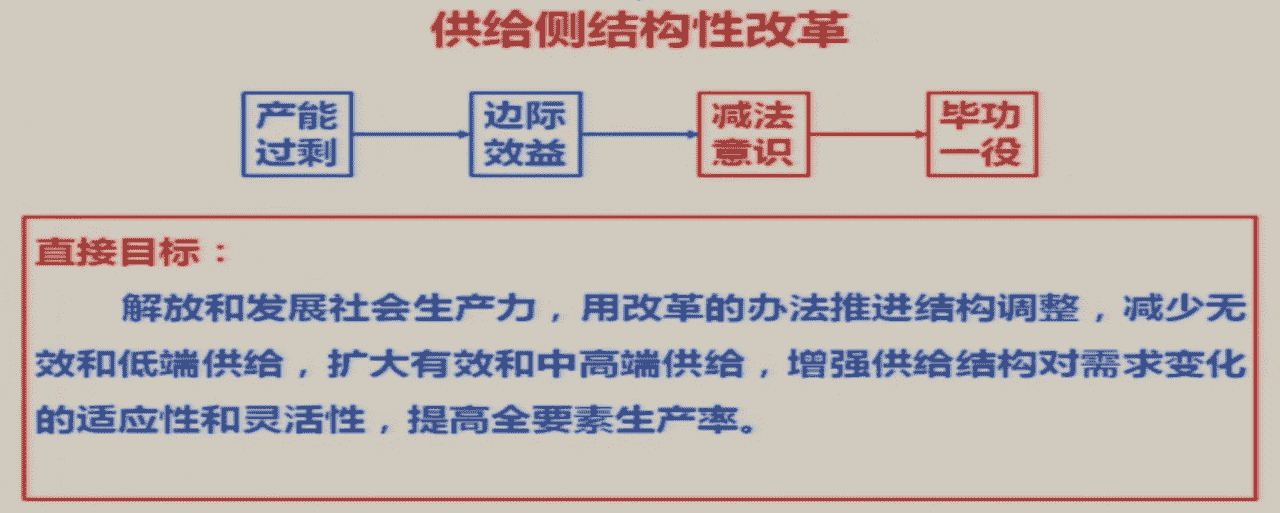 供给侧结构性改革
产能
过剩
边际
效益
减法
意识
毕功
一役
直接目标：
解放和发展社会生产力，用改革的办法推进结构调整，减少无
效和低端供给，扩大有效和中高端供给，增强供给结构对需求变化
的适应性和灵活性，提高全要素生产率。